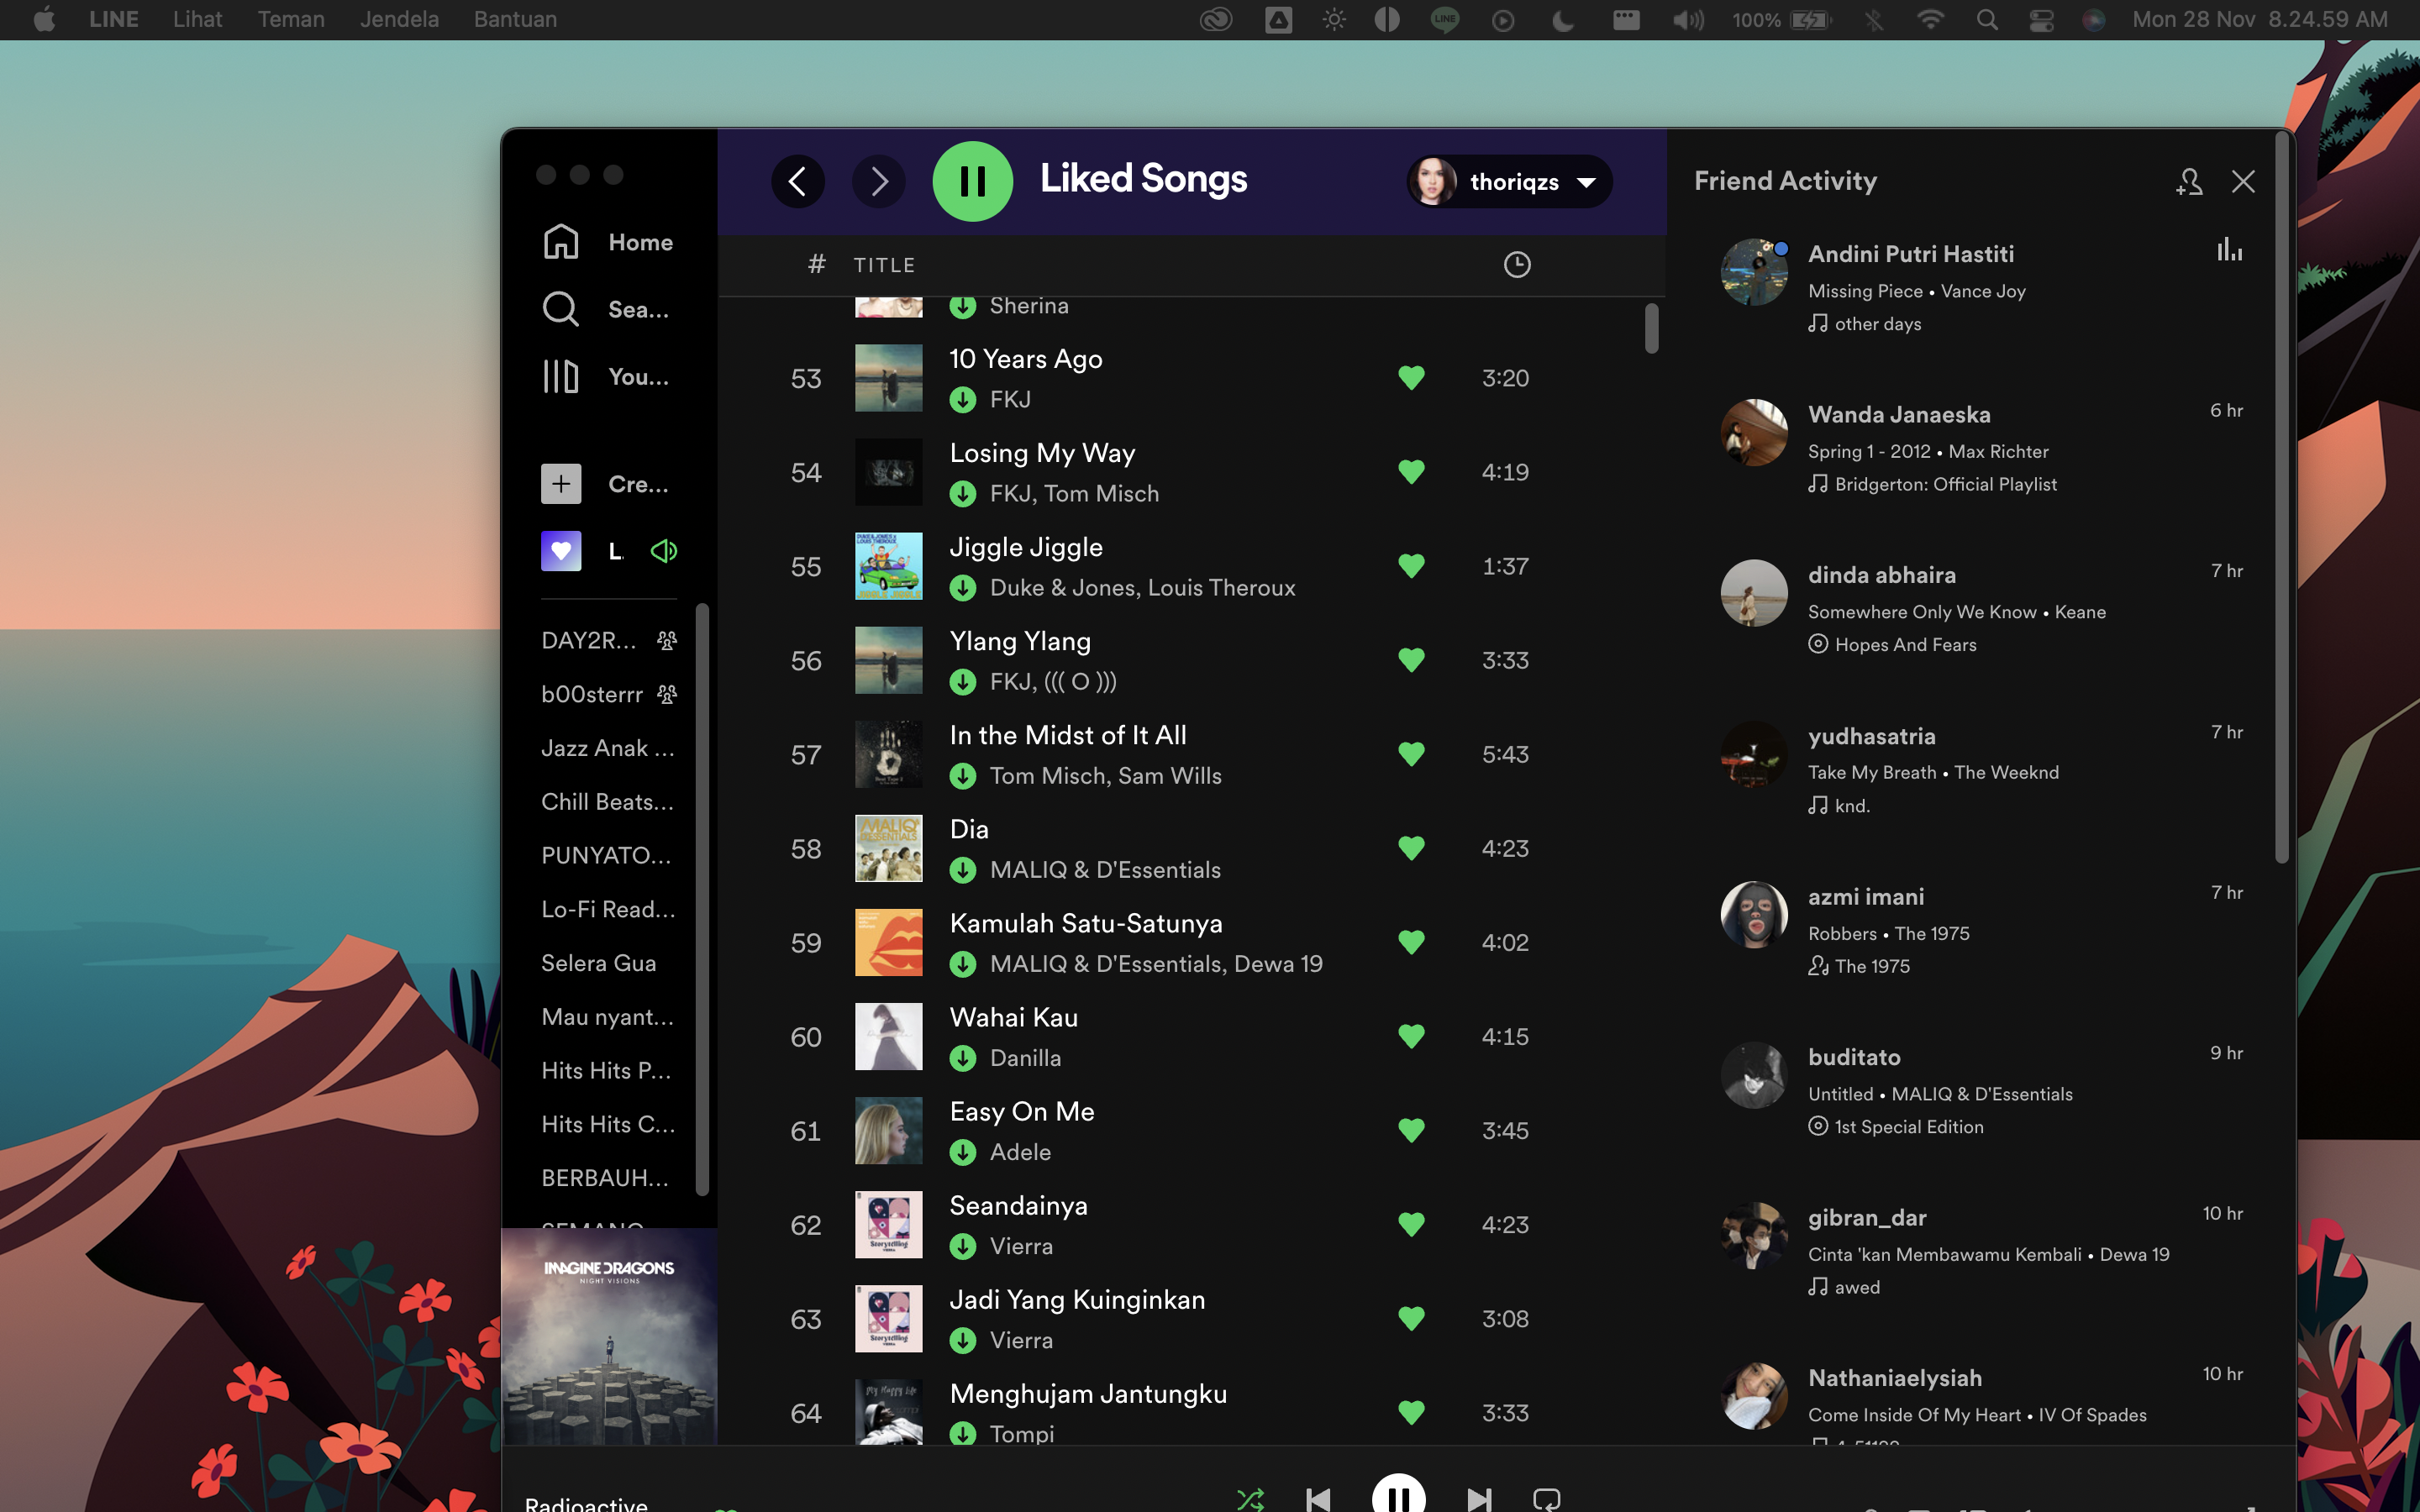 LINE Lihat Teman Jendela Bantuan
LINE
100%
Mon 28 Nov 8.24.59 AM
Home
Sea...
You...
Cre...
L.
DAY2R...
b00sterrr
Jazz Anak ...
Chill Beats...
PUNYATO...
Lo-Fi Read...
Selera Gua
Mau nyant...
Hits Hits P...
Hits Hits C...
BERBAUH...
IMAGINE DRAGONS
NIGHT VISIONS
Liked Songs
thoriqzs
# TITLE
Sherina
53 10 Years Ago 3:20
FKJ
54 Losing My Way 4:19
FKJ, Tom Misch
55 Jiggle Jiggle 1:37
Duke & Jones, Louis Theroux
56 Ylang Ylang 3:33
FKJ, ((( O )))
57 In the Midst of It All 5:43
Tom Misch, Sam Wills
58 Dia 4:23
MALIQ & D'Essentials
59 Kamulah Satu-Satunya 4:02
MALIQ & D'Essentials, Dewa 19
60 Wahai Kau 4:15
Danilla
61 Easy On Me 3:45
Adele
62 Seandainya 4:23
Vierra
63 Jadi Yang Kuinginkan 3:08
Vierra
64 Menghujam Jantungku 3:33
Tompi
Friend Activity
Andini Putri Hastiti
Missing Piece • Vance Joy
other days
Wanda Janaeska 6 hr
Spring 1 - 2012 • Max Richter
Bridgerton: Official Playlist
dinda abhaira 7 hr
Somewhere Only We Know • Keane
Hopes And Fears
yudhasatria 7 hr
Take My Breath • The Weeknd
knd.
azmi imani 7 hr
Robbers • The 1975
The 1975
buditato 9 hr
Untitled • MALIQ & D'Essentials
1st Special Edition
gibran_dar 10 hr
Cinta 'kan Membawamu Kembali • Dewa 19
awed
Nathaniaelysiah 10 hr
Come Inside Of My Heart • IV Of Spades
Radioactive